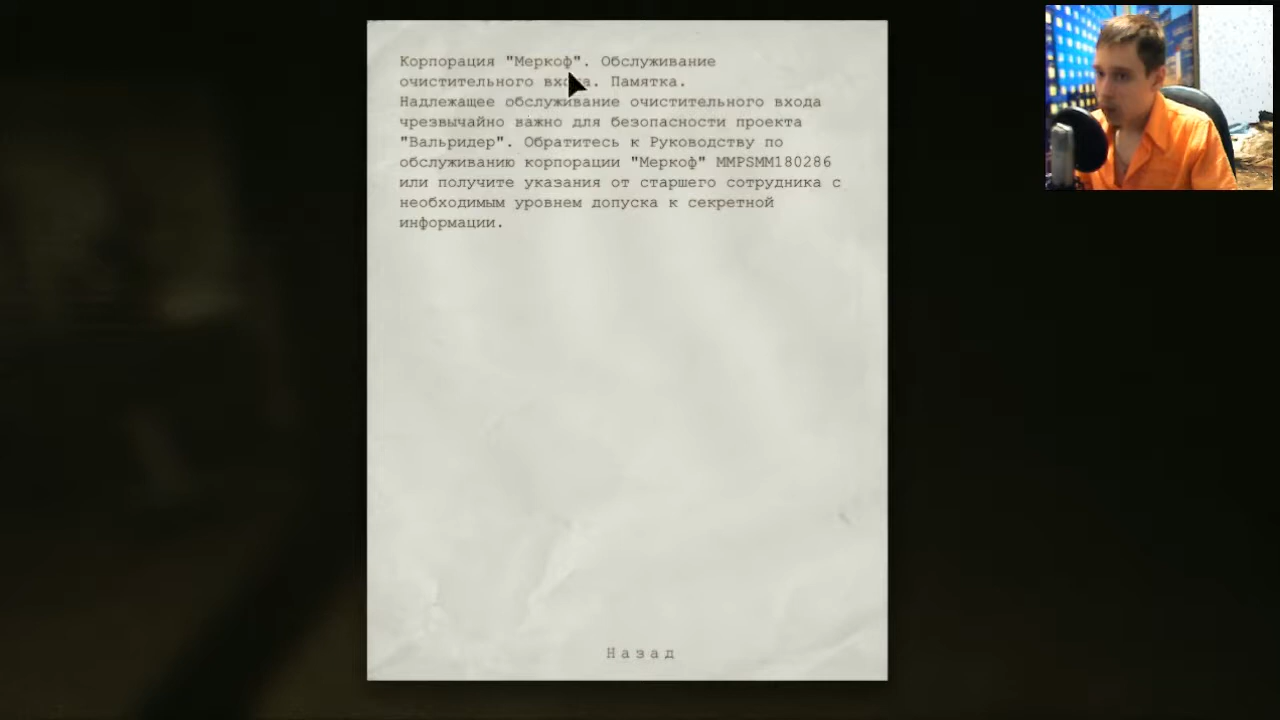 Корпорация "Меркоф". Обслуживание
очистительного входа. Памятка.
Надлежащее обслуживание очистительного входа
чрезвычайно важно для безопасности проекта
"Вальридер". Обратитесь к Руководству по
обслуживанию корпорации "Меркоф" MMPSMM180286
или получите указания от старшего сотрудника с
необходимым уровнем допуска к секретной
информации.
Назад